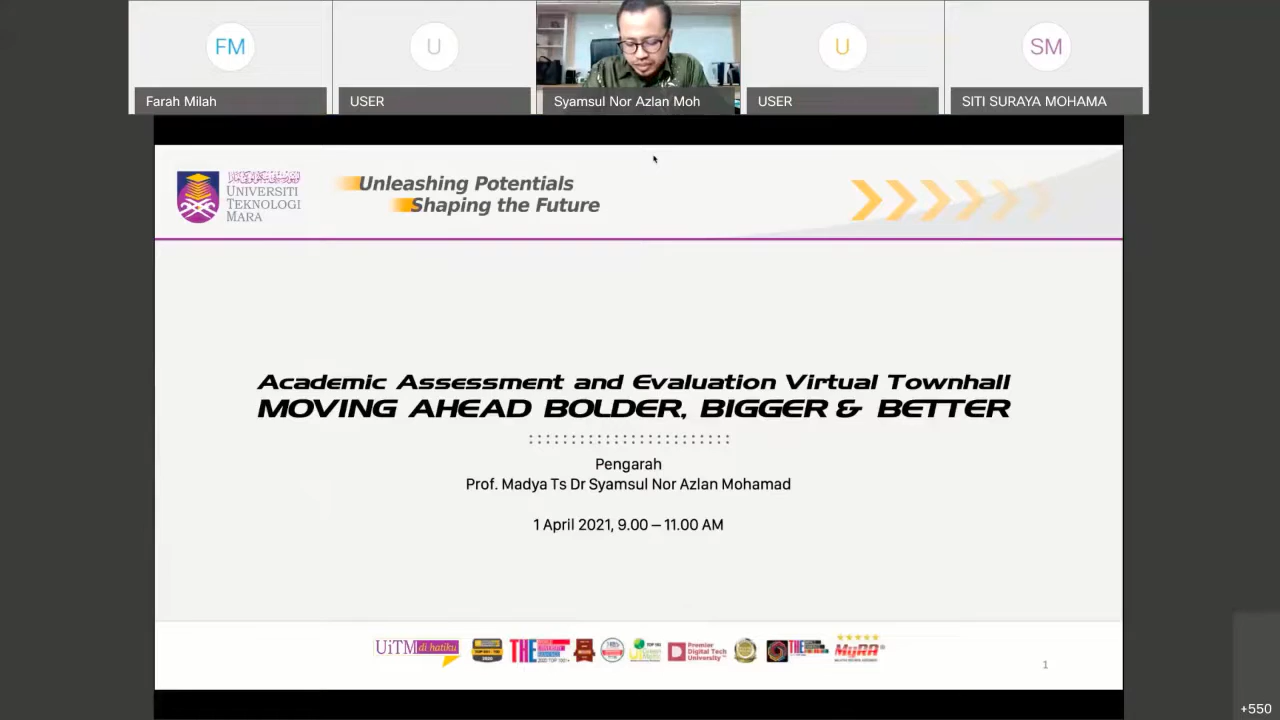 FM
U
U
SM
Farah Milah
USER
Syamsul Nor Azlan Moh
USER
SITI SURAYA MOHAMA
UNIVERSITI
TEKNOLOGI
MARA
Unleashing Potentials
Shaping the Future
Academic Assessment and Evaluation Virtual Townhall
MOVING AHEAD BOLDER, BIGGER & BETTER
Pengarah
Prof. Madya Ts Dr Syamsul Nor Azlan Mohamad
1 April 2021, 9.00 – 11.00 AM
UiTM di hatiku
THE
Premier
Digital Tech
University
THE
MyRA
1
+550